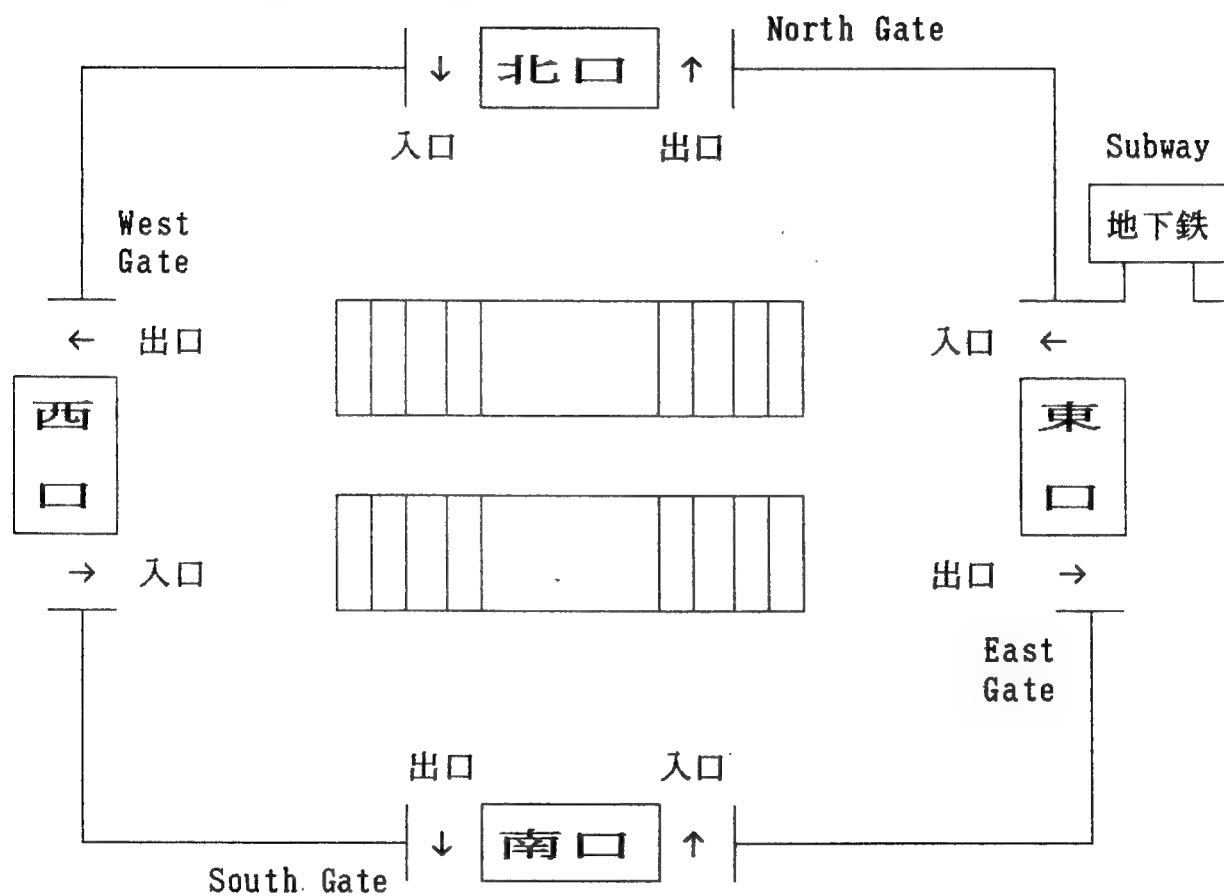 North Gate
↓ 北口 ↑
入口 出口
Subway
地下鉄
West
Gate
← 出口
入口 ←
西
口
東
口
→ 入口
出口 →
East
Gate
出口 入口
↓ 南口 ↑
South Gate